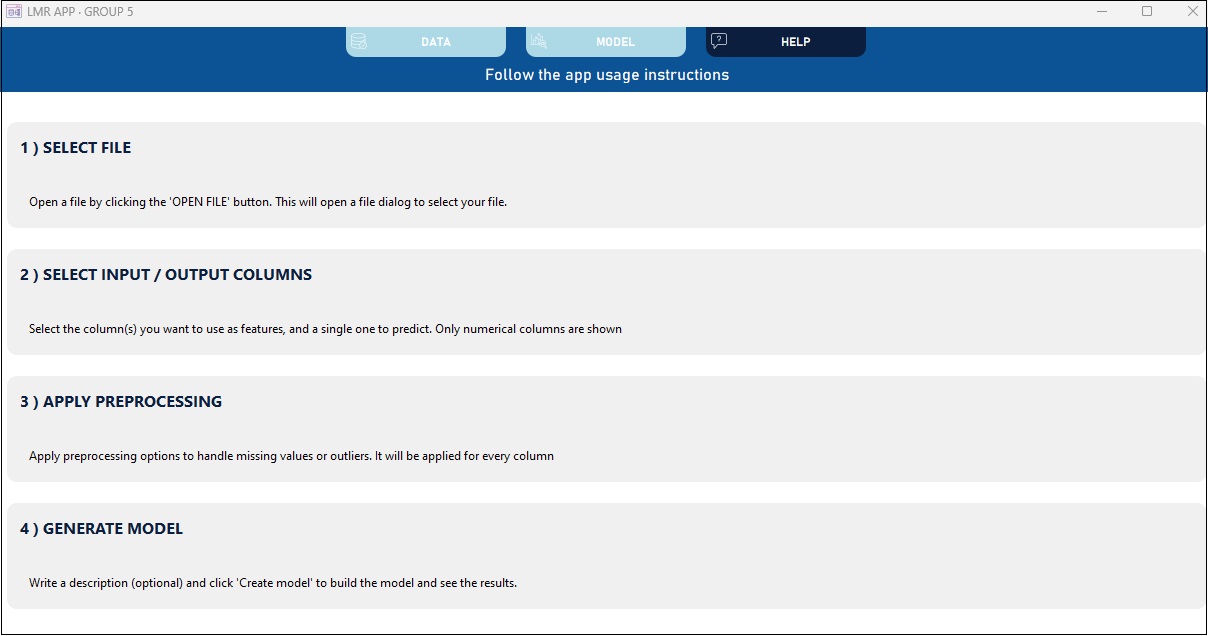 LMR APP · GROUP 5
DATA
MODEL
HELP
Follow the app usage instructions
1 ) SELECT FILE
Open a file by clicking the 'OPEN FILE' button. This will open a file dialog to select your file.
2 ) SELECT INPUT / OUTPUT COLUMNS
Select the column(s) you want to use as features, and a single one to predict. Only numerical columns are shown
3 ) APPLY PREPROCESSING
Apply preprocessing options to handle missing values or outliers. It will be applied for every column
4 ) GENERATE MODEL
Write a description (optional) and click 'Create model' to build the model and see the results.